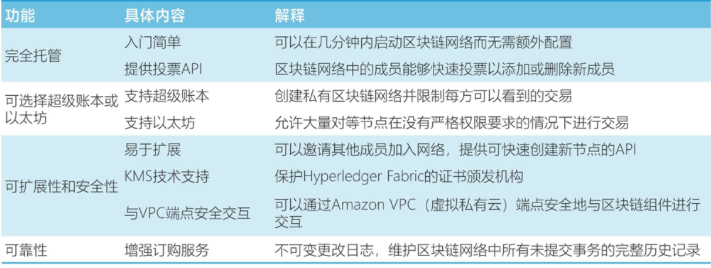 功能 具体内容 解释
完全托管
入门简单 可以在几分钟内启动区块链网络而无需额外配置
提供投票API 区块链网络中的成员能够快速投票以添加或删除新成员
可选择超级账本或
以太坊
支持超级账本 创建私有区块链网络并限制每方可以看到的交易
支持以太坊 允许大量对等节点在没有严格权限要求的情况下进行交易
可扩展性和安全性
易于扩展 可以邀请其他成员加入网络，提供可快速创建新节点的API
KMS技术支持 保护Hyperledger Fabric的证书颁发机构
与VPC端点安全交互 可以通过Amazon VPC（虚拟私有云）端点安全地与区块链组件进行
交互
可靠性 增强订购服务 不可变更改日志，维护区块链网络中所有未提交事务的完整历史记录